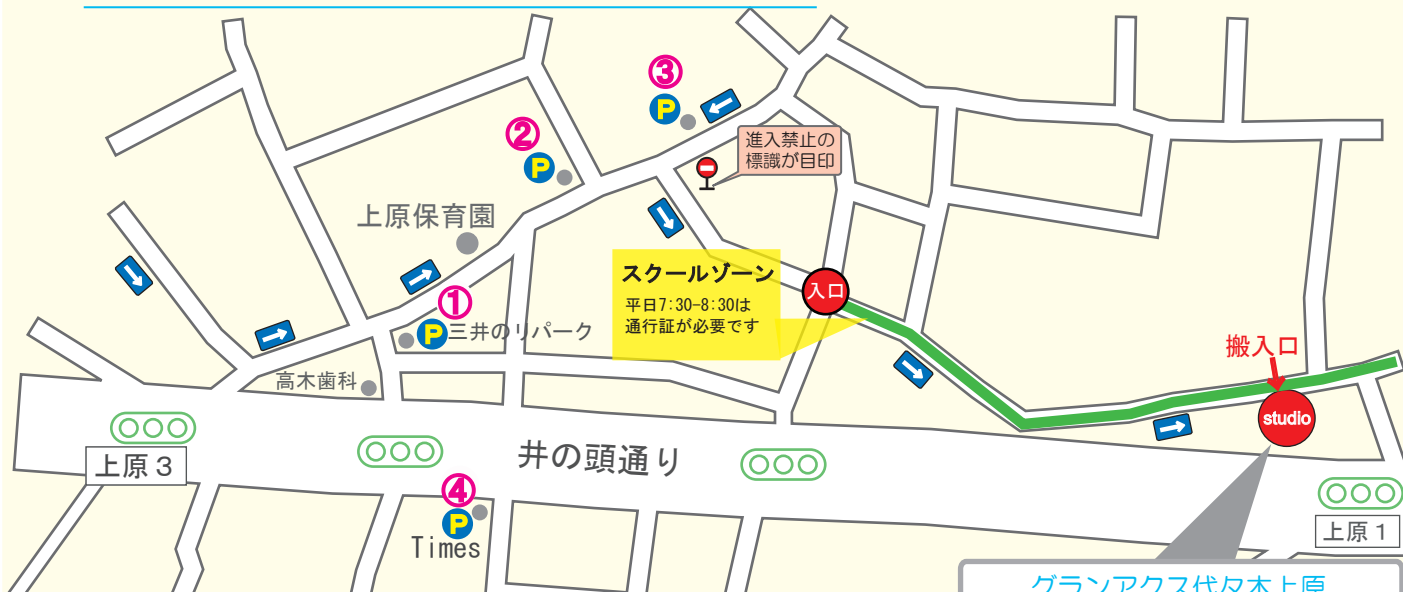 ③
P
②
P
進入禁止の
標識が目印
上原保育園
スクールゾーン
平日7:30-8:30は
通行証が必要です
入口
①
P 三井のリパーク
搬入口
高木歯科
studio
上原３
井の頭通り
④
P
Times
上原１
グランアクス代々木上原